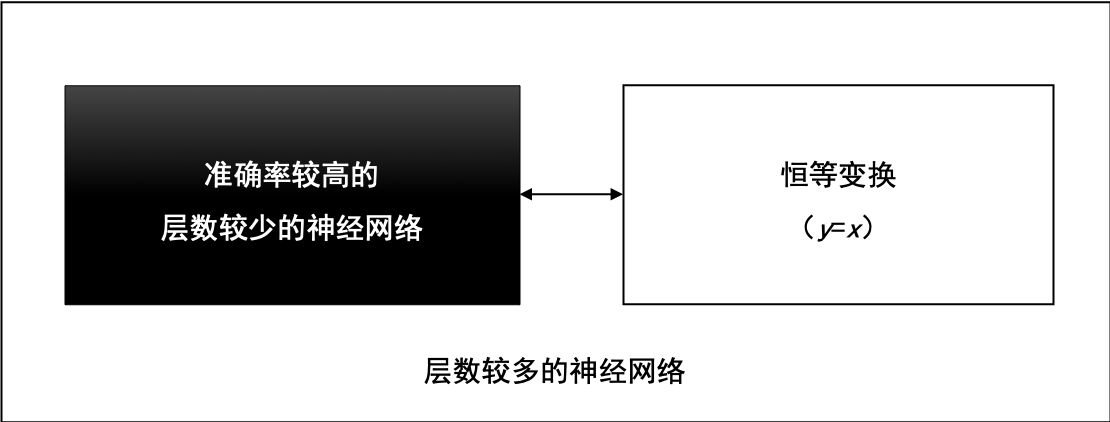 准确率较高的
层数较少的神经网络
恒等变换
（y=x）
层数较多的神经网络